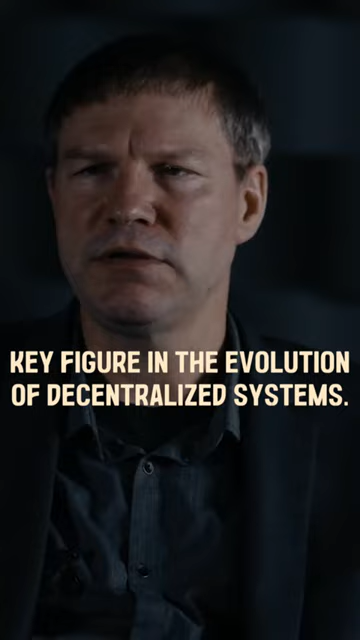 KEY FIGURE IN THE EVOLUTION
OF DECENTRALIZED SYSTEMS.